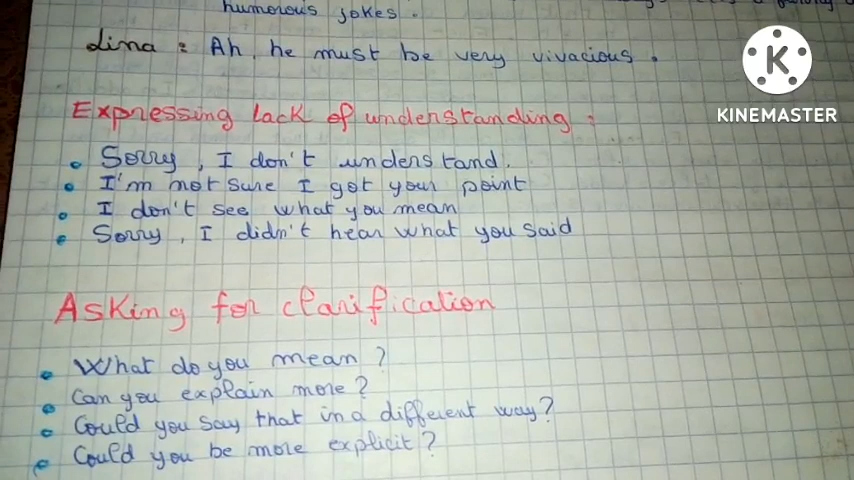 humorous jokes.
Lina : Ah, he must be very vivacious.
KINEMASTER
Expressing lack of understanding :
Sorry, I don't understand.
I'm not sure I got your point
I don't see what you mean
Sorry, I didn't hear what you said
Asking for clarification
What do you mean ?
Can you explain more ?
Could you say that in a different way?
Could you be more explicit ?